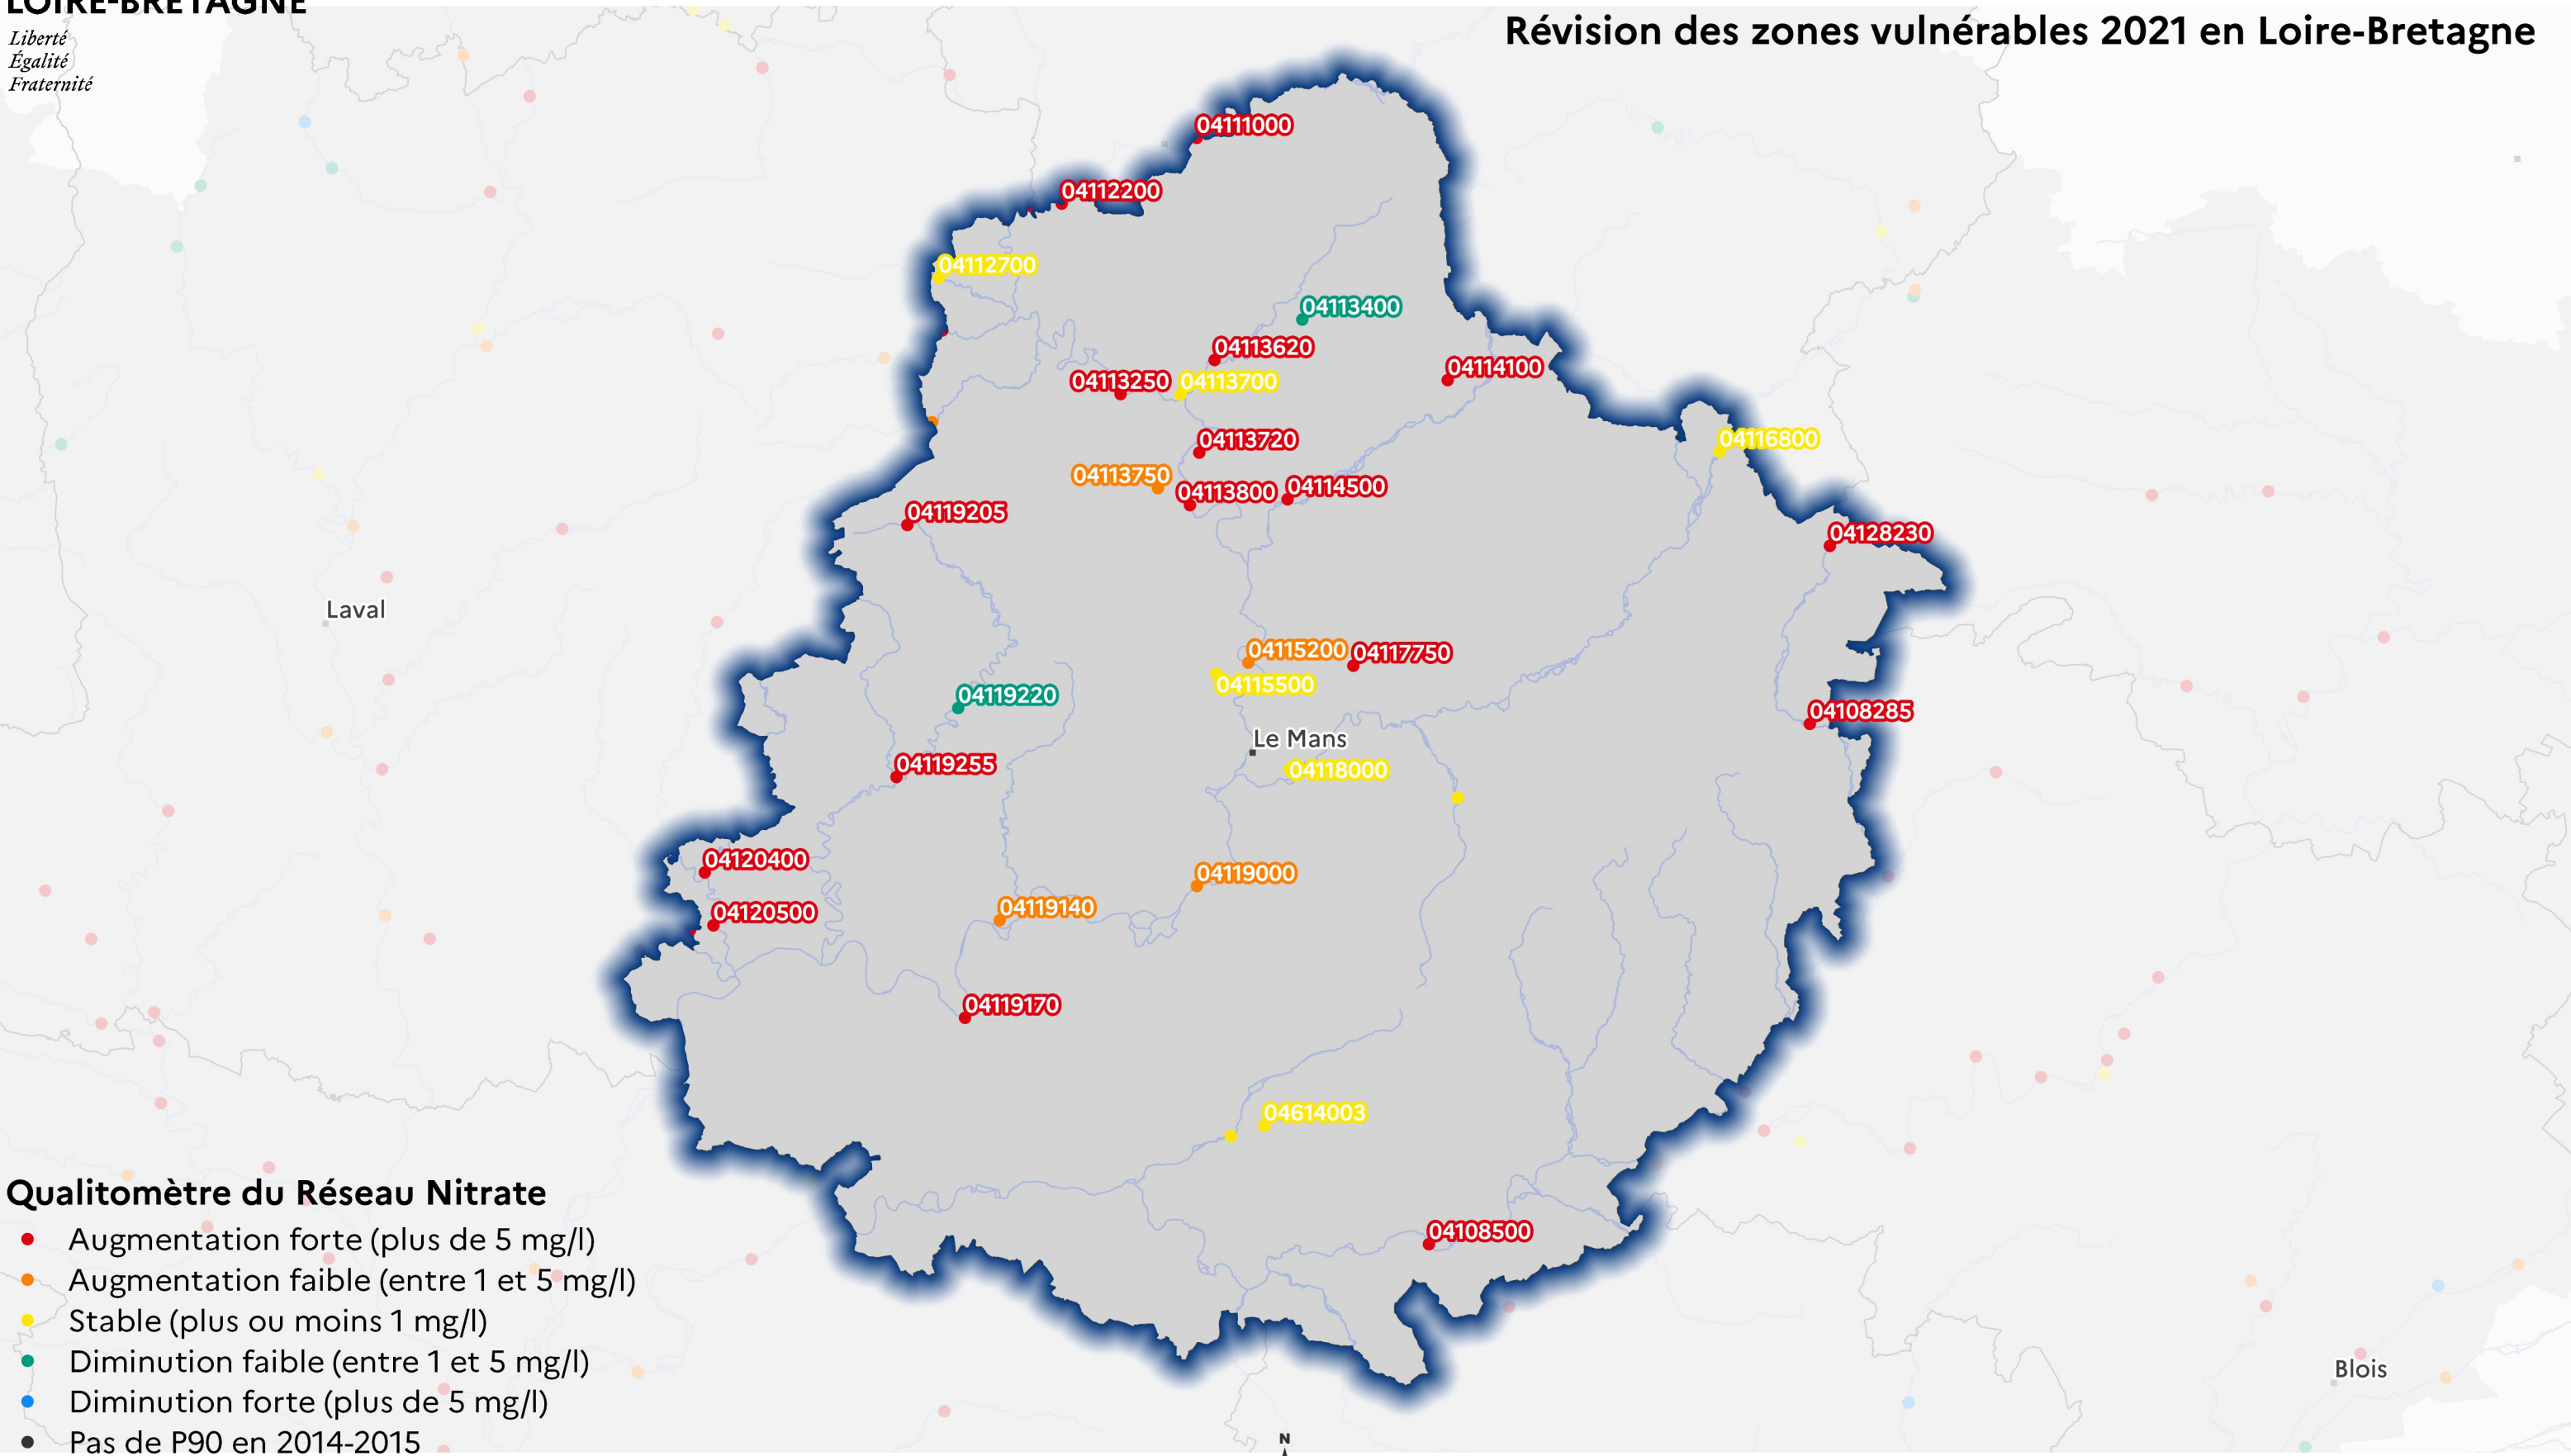 LOIRE-BRETAGNE
Liberté
Égalité
Fraternité
Révision des zones vulnérables 2021 en Loire-Bretagne
04111000
04112200
04112700
04113400
04113620
04114100
04113250
04113700
04113720
04116800
04113750
04113800
04114500
04119205
04128230
Laval
04115200
04117750
04115500
04119220
04108285
Le Mans
04119255
04118000
04120400
04119000
04119140
04120500
04119170
04614003
04108500
Blois
Qualitomètre du Réseau Nitrate
Augmentation forte (plus de 5 mg/l)
Augmentation faible (entre 1 et 5 mg/l)
Stable (plus ou moins 1 mg/l)
Diminution faible (entre 1 et 5 mg/l)
Diminution forte (plus de 5 mg/l)
Pas de P90 en 2014-2015
N